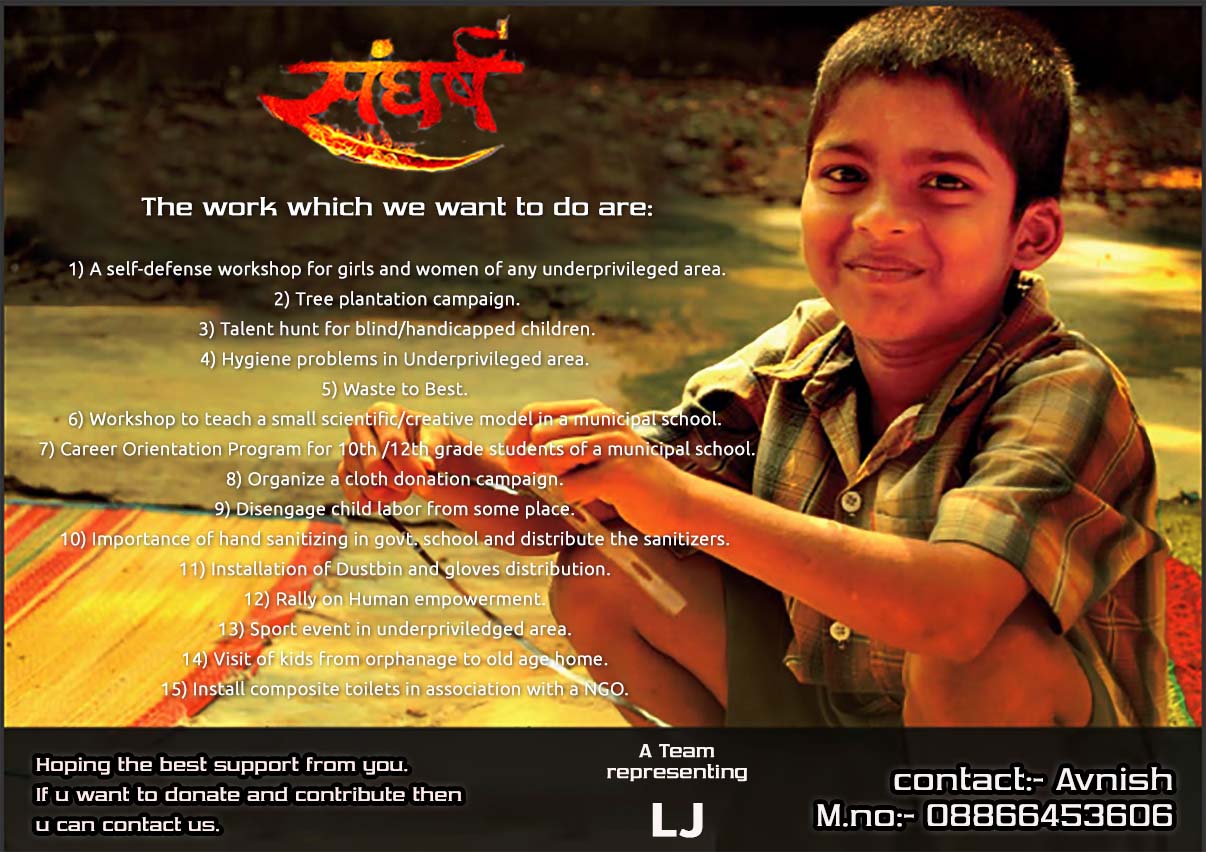 संघर्ष
The work which we want to do are:
1) A self-defense workshop for girls and women of any underprivileged area.
2) Tree plantation campaign.
3) Talent hunt for blind/handicapped children.
4) Hygiene problems in Underprivileged area.
5) Waste to Best.
6) Workshop to teach a small scientific/creative model in a municipal school.
7) Career Orientation Program for 10th /12th grade students of a municipal school.
8) Organize a cloth donation campaign.
9) Disengage child labor from some place.
10) Importance of hand sanitizing in govt. school and distribute the sanitizers.
11) Installation of Dustbin and gloves distribution.
12) Rally on Human empowerment.
13) Sport event in underpriviledged area.
14) Visit of kids from orphanage to old age home.
15) Install composite toilets in association with a NGO.
Hoping the best support from you.
If u want to donate and contribute then
u can contact us.
A Team
representing
LJ
contact:- Avnish
M.no:- 08866453606